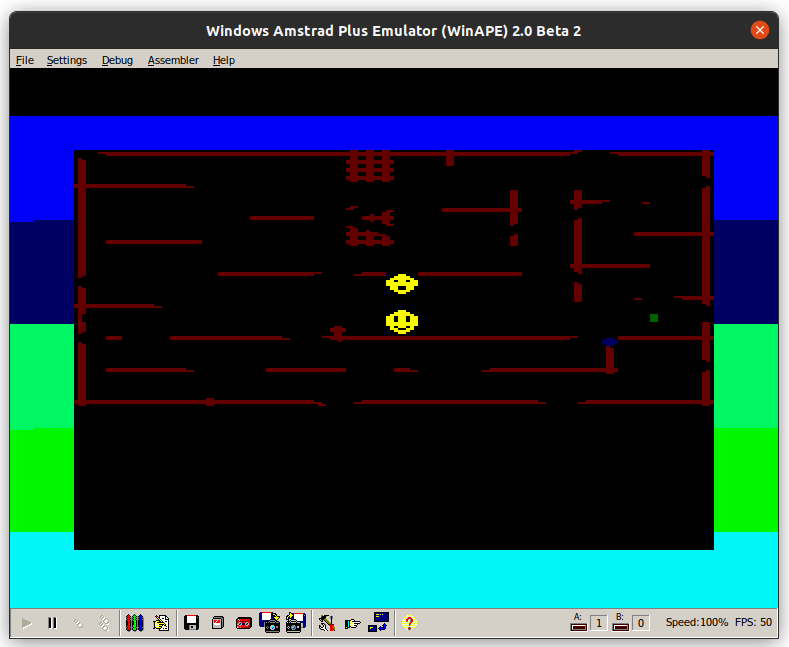 Windows Amstrad Plus Emulator (WinAPE) 2.0 Beta 2
File Settings Debug Assembler Help
A: 1 B: 0 Speed:100% FPS: 50